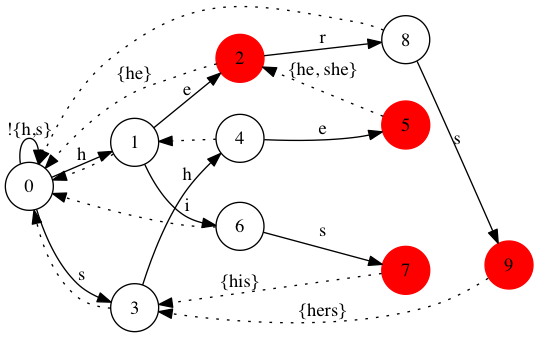 8
r
2
{he}
{he, she}
e
!{h,s}
5
1
4
e
s
h
h
0
i
6
s
9
7
s
{his}
3
{hers}